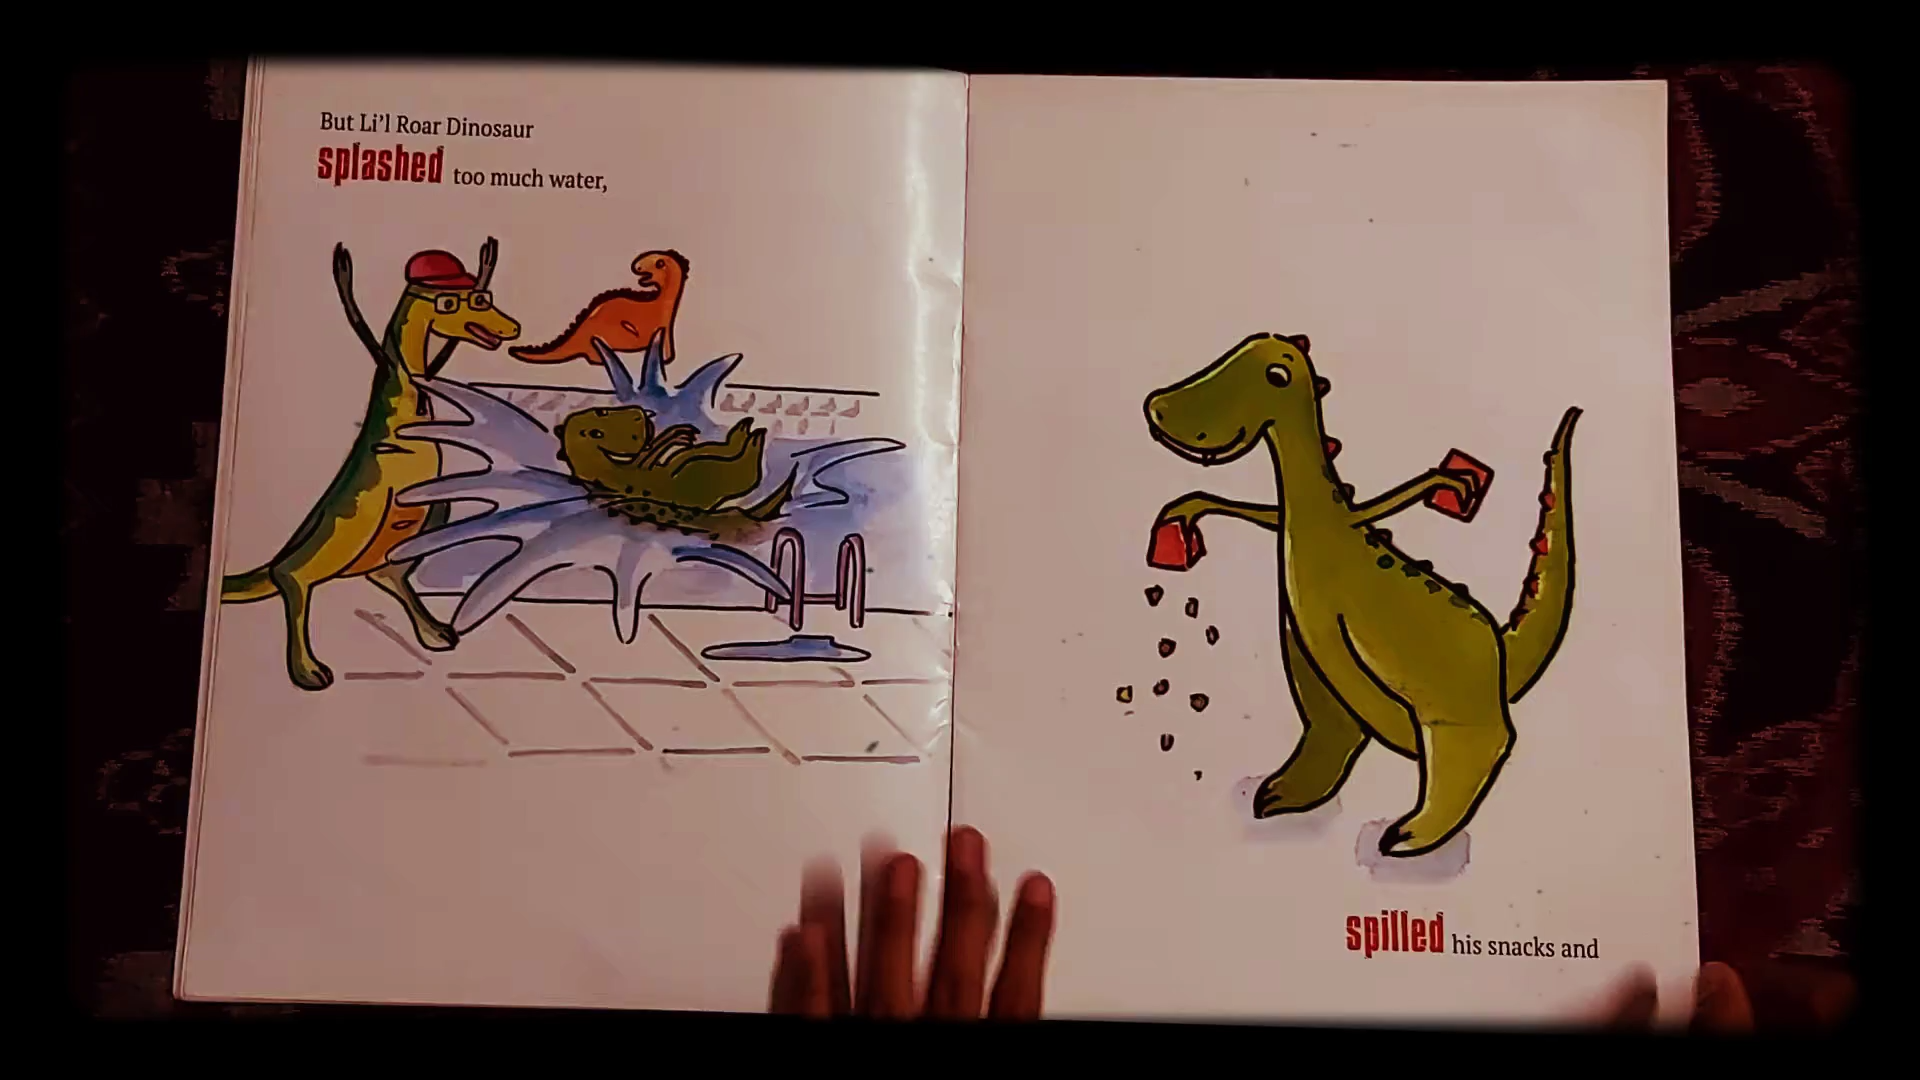 But Li'l Roar Dinosaur
splashed too much water,
spilled his snacks and